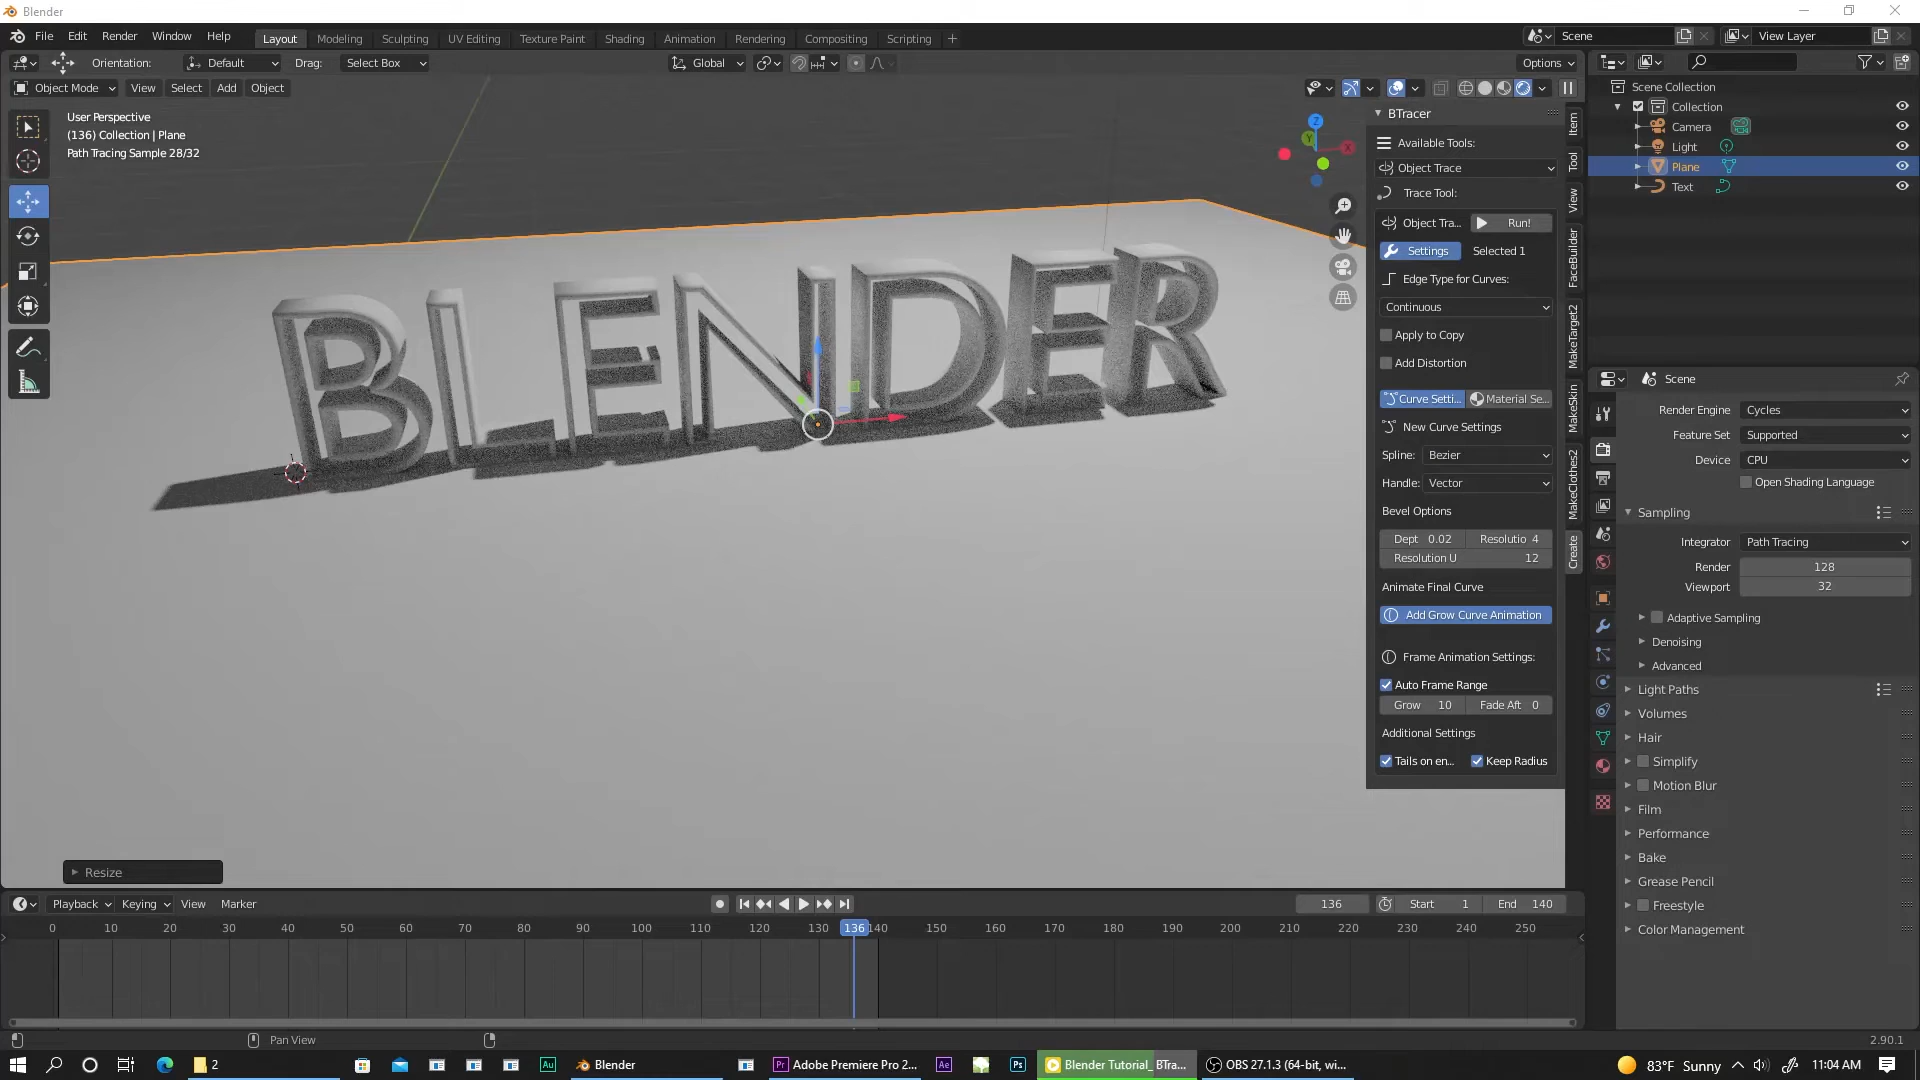 Blender
File Edit Render Window Help Layout Modeling Sculpting UV Editing Texture Paint Shading Animation Rendering Compositing Scripting + Scene View Layer
Orientation: Default Drag: Select Box Global Options
Object Mode View Select Add Object
User Perspective
(136) Collection | Plane
Path Tracing Sample 28/32
BLENDER
Z
Y
X
BTracer
Available Tools:
Object Trace
Trace Tool:
Object Tra... Run!
Settings Selected 1
Edge Type for Curves:
Continuous
Apply to Copy
Add Distortion
Curve Setti... Material Se...
New Curve Settings
Spline: Bezier
Handle: Vector
Bevel Options
Dept 0.02 Resolutio 4
Resolution U 12
Animate Final Curve
Add Grow Curve Animation
Frame Animation Settings:
Auto Frame Range
Grow 10 Fade Aft 0
Additional Settings
Tails on en... Keep Radius
Item
Tool
View
FaceBuilder
MakeTarget2
MakeSkin
MakeClothes2
Create
Scene Collection
Collection
Camera
Light
Plane
Text
Scene
Render Engine Cycles
Feature Set Supported
Device CPU
Open Shading Language
Sampling
Integrator Path Tracing
Render 128
Viewport 32
Adaptive Sampling
Denoising
Advanced
Light Paths
Volumes
Hair
Simplify
Motion Blur
Film
Performance
Bake
Grease Pencil
Freestyle
Color Management
Resize
Playback Keying View Marker 136 Start 1 End 140
0 10 20 30 40 50 60 70 80 90 100 110 120 130 136 140 150 160 170 180 190 200 210 220 230 240 250
Pan View 2.90.1
2 Au Blender Pr Adobe Premiere Pro 2... Ae Ps Blender Tutorial_ BTra... OBS 27.1.3 (64-bit, wi... 83°F Sunny 11:04 AM